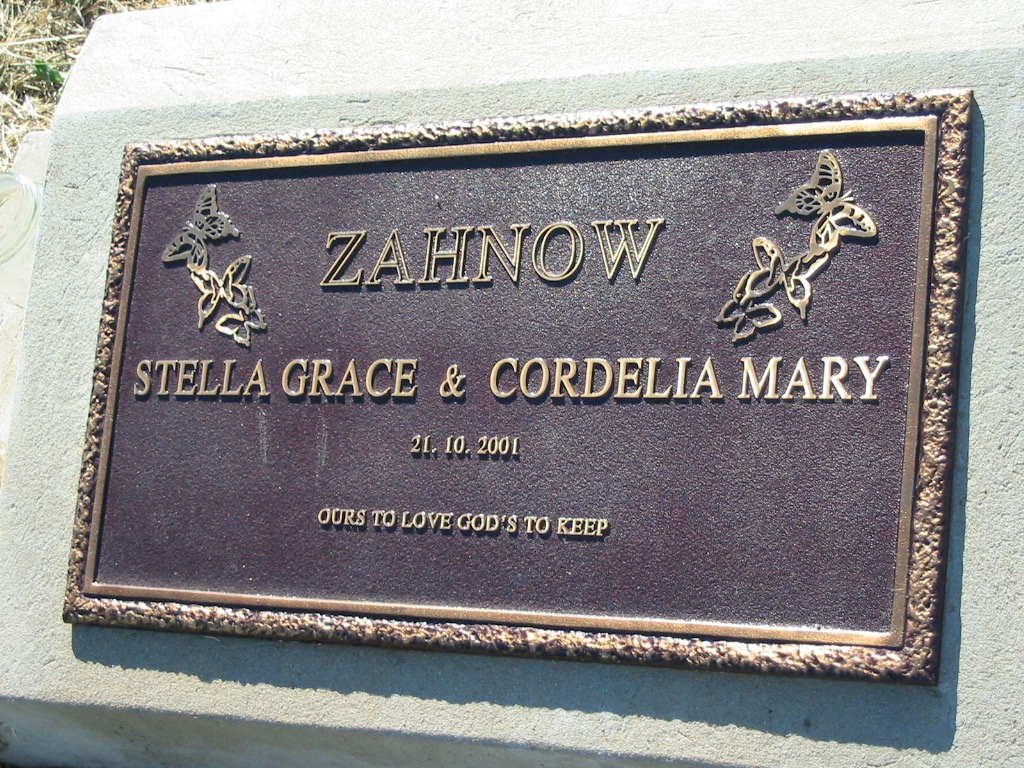 ZAHNOW
STELLA GRACE & CORDELIA MARY
21. 10. 2001
OURS TO LOVE GOD'S TO KEEP